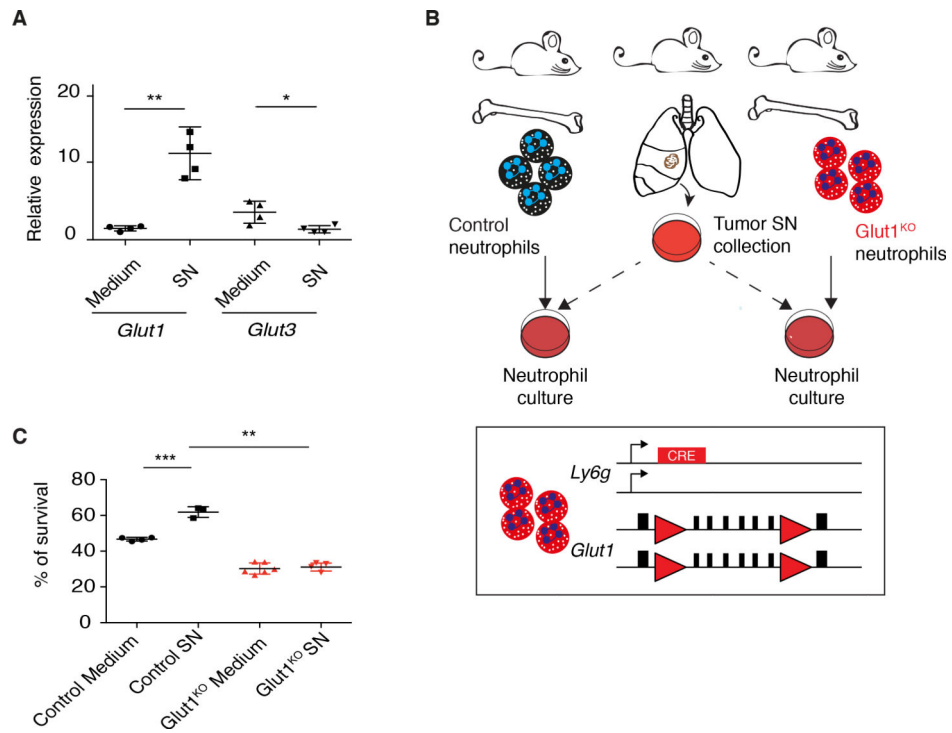 A
Relative expression
20
10
0
**
*
Medium
SN
Medium
SN
Glut1
Glut3
B
Control
neutrophils
Tumor SN
collection
Glut1KO
neutrophils
Neutrophil
culture
Neutrophil
culture
CRE
Ly6g
Glut1
C
% of survival
80
60
40
20
0
***
**
Control Medium
Control SN
Glut1KO Medium
Glut1KO SN